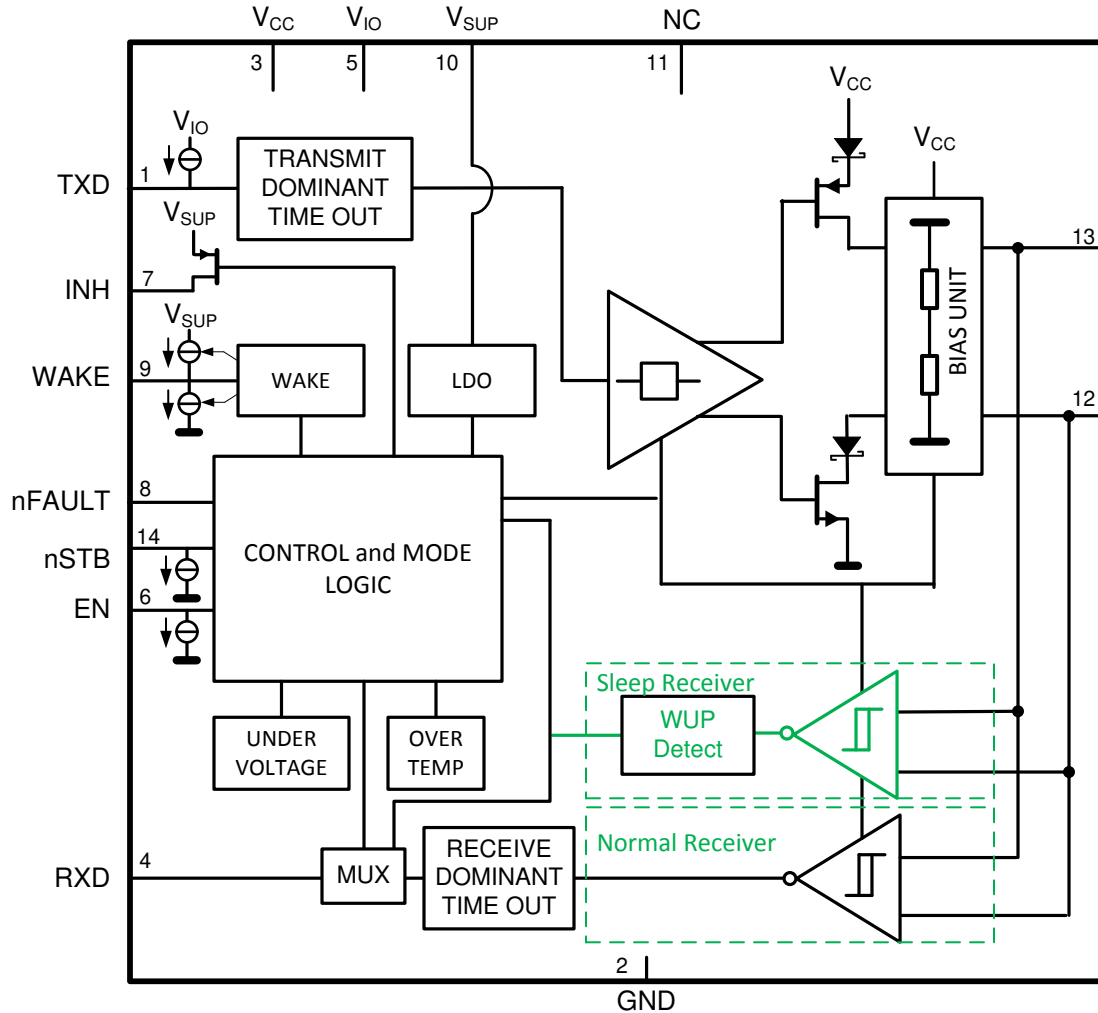 VCC
VIO
VSUP
NC
3
5
10
11
VCC
VIO
VCC
TXD
1
TRANSMIT
DOMINANT
TIME OUT
VSUP
13
INH
7
BIAS UNIT
VSUP
WAKE
9
WAKE
LDO
12
nFAULT
8
nSTB
14
CONTROL and MODE
LOGIC
EN
6
Sleep Receiver
UNDER
VOLTAGE
OVER
TEMP
WUP
Detect
Normal Receiver
RXD
4
MUX
RECEIVE
DOMINANT
TIME OUT
2
GND